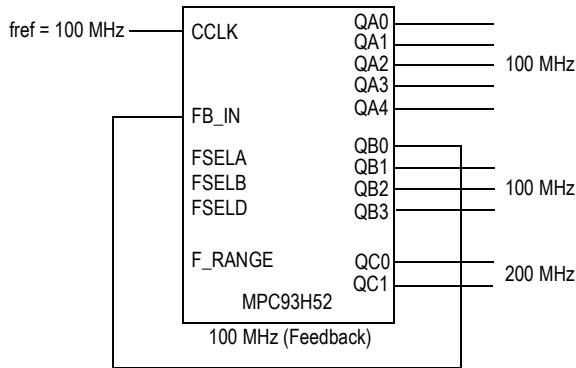 fref = 100 MHz
CCLK
QA0
QA1
QA2
QA3
QA4
100 MHz
FB_IN
QB0
QB1
QB2
QB3
100 MHz
FSELA
FSELB
FSELD
F_RANGE
QC0
QC1
200 MHz
MPC93H52
100 MHz (Feedback)